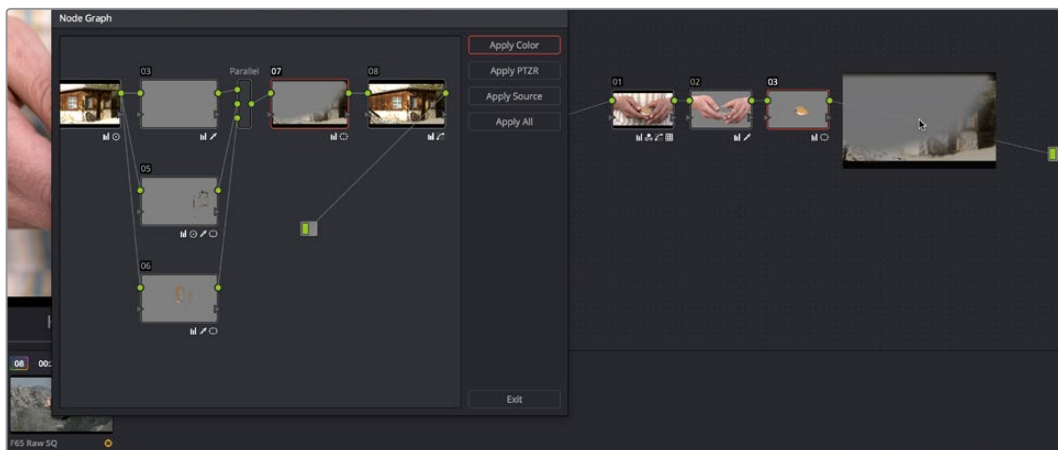 Node Graph
Apply Color
Apply PTZR
Apply Source
Apply All
Exit
03
Parallel
07
08
05
06
01
02
03
08
00:
F65 Raw SQ